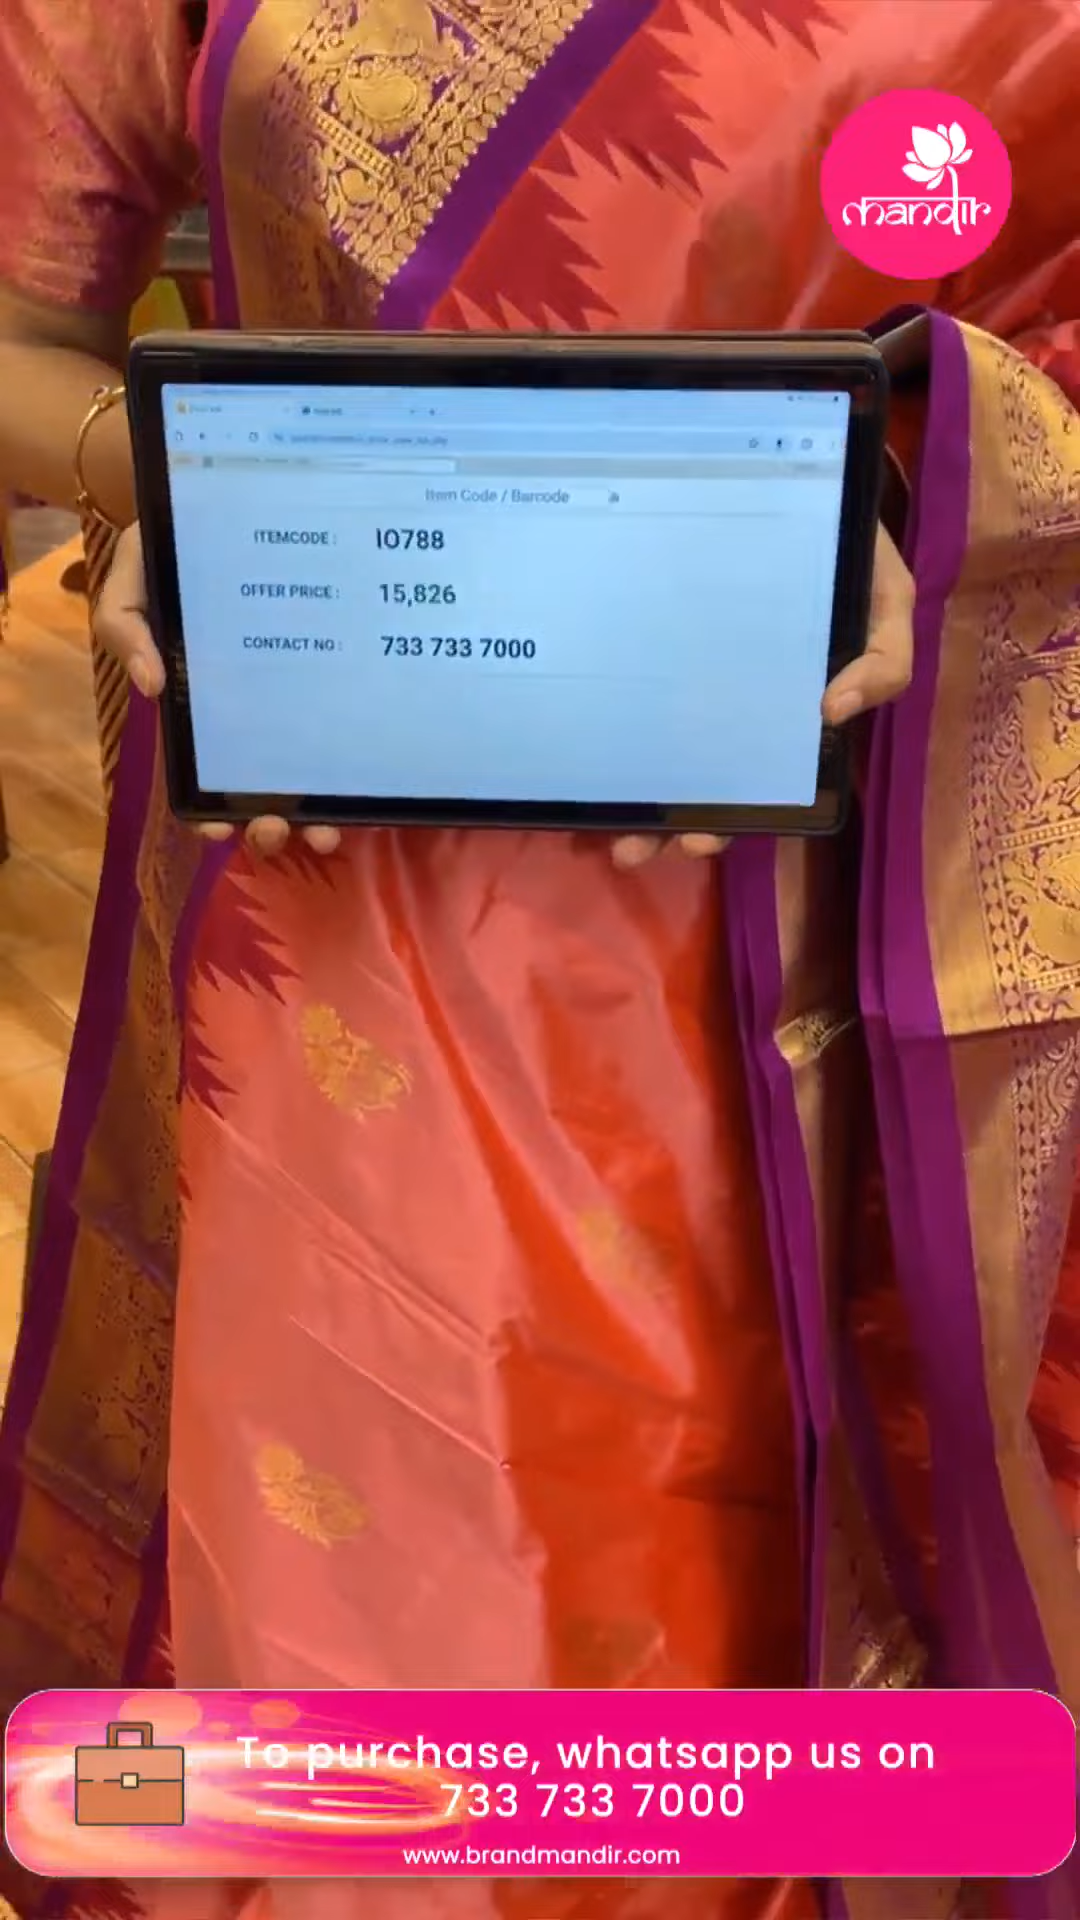 mandir
Item Code / Barcode
ITEMCODE : IO788
OFFER PRICE : 15,826
CONTACT NO : 733 733 7000
To purchase, whatsapp us on
733 733 7000
www.brandmandir.com